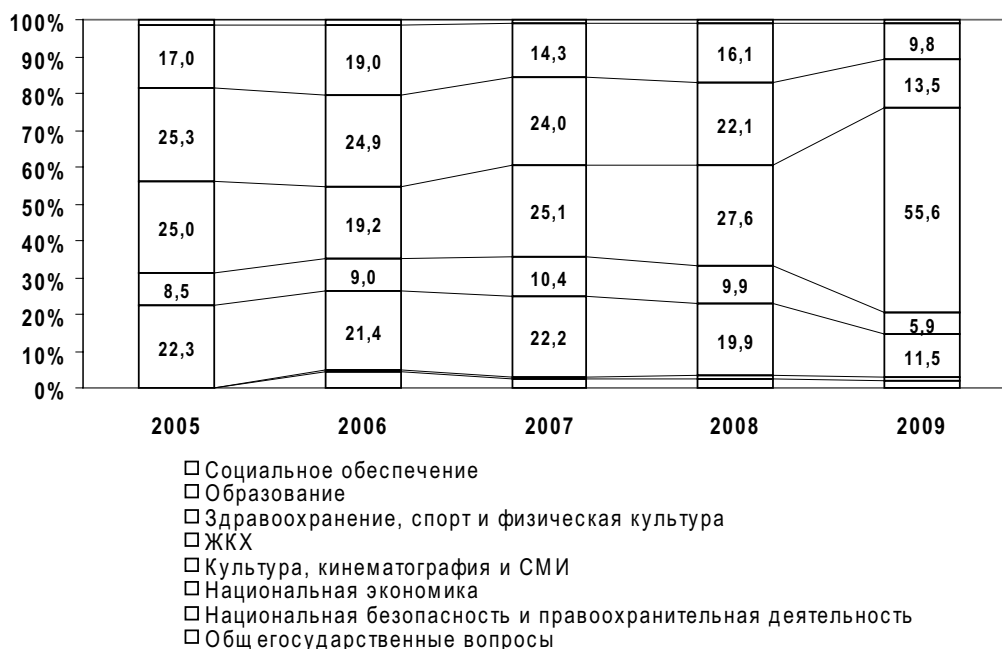 100%
90%
80%
70%
60%
50%
40%
30%
20%
10%
0%
17,0 19,0 14,3 16,1 9,8
25,3 24,9 24,0 22,1 13,5
25,0 19,2 25,1 27,6 55,6
8,5 9,0 10,4 9,9 5,9
22,3 21,4 22,2 19,9 11,5
2005 2006 2007 2008 2009
Социальное обеспечение
Образование
Здравоохранение, спорт и физическая культура
ЖКХ
Культура, кинематография и СМИ
Национальная экономика
Национальная безопасность и правоохранительная деятельность
Общегосударственные вопросы